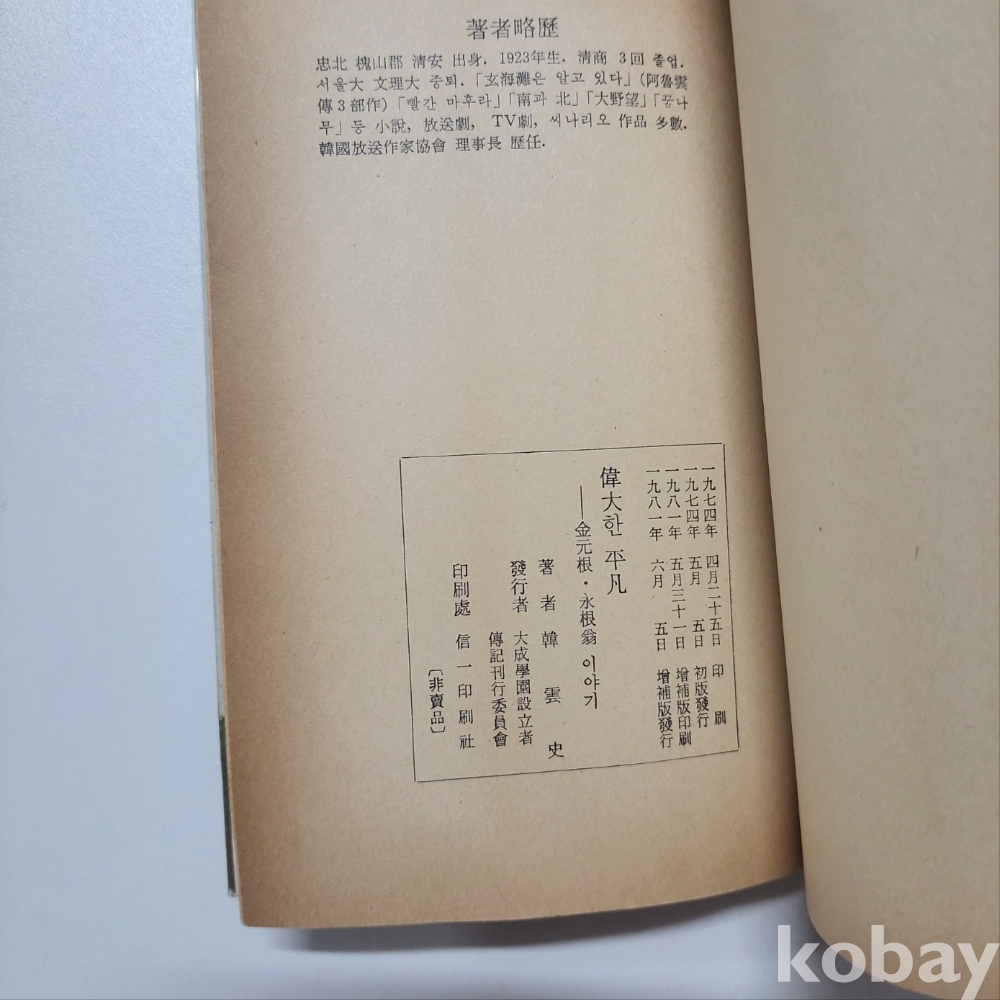 著者略歷
忠北 槐山郡 淸安 出身. 1923年生. 淸商 3回 졸업.
서울大 文理大 중퇴. 「玄海灘은 알고 있다」(阿魯雲
傳3部作)「빨간 마후라」「南과 北」「大野望」「꿈나
무」등 小說, 放送劇, TV劇, 씨나리오 作品 多數.
韓國放送作家協會 理事長 歷任.
一九七四年 四月二十五日 印刷
一九七四年 五月 五日 初版發行
一九八一年 五月三十一日 增補版印刷
一九八一年 六月 五日 增補版發行
偉大한 平凡
──金元根·永根翁 이야기
著者 韓雲史
發行者 大成學園設立者
傳記刊行委員會
印刷處 信一印刷社
〔非賣品〕
kobay